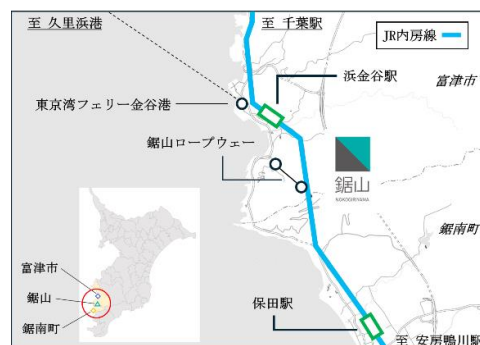 至 久里浜港
至 千葉駅
JR内房線
浜金谷駅
富津市
東京湾フェリー金谷港
鋸山ロープウェー
鋸山
NOKOGIRIYAMA
鋸南町
富津市
鋸山
鋸南町
保田駅
至 安房鴨川駅